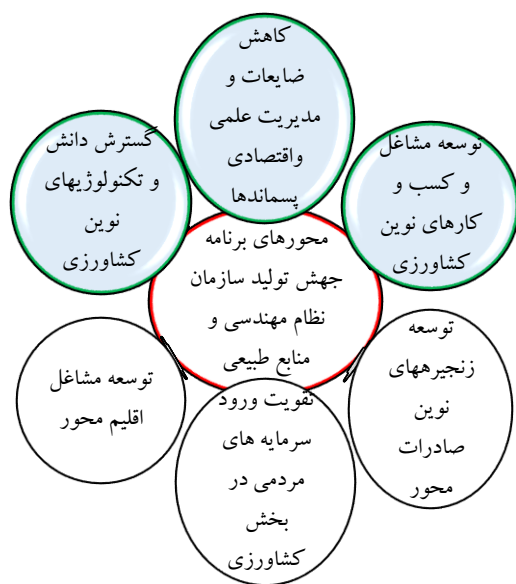 کاهش
ضایعات و
مدیریت علمی
واقتصادی
پسماندها
توسعه مشاغل
و کسب و
کارهای نوین
کشاورزی
گسترش دانش
و تکنولوژیهای
نوین
کشاورزی
محورهای برنامه
جهش تولید سازمان
نظام مهندسی و
منابع طبیعی
توسعه
زنجیرههای
نوین
صادرات
محور
توسعه مشاغل
اقلیم محور
تقویت ورود
سرمایه های
مردمی در
بخش
کشاورزی